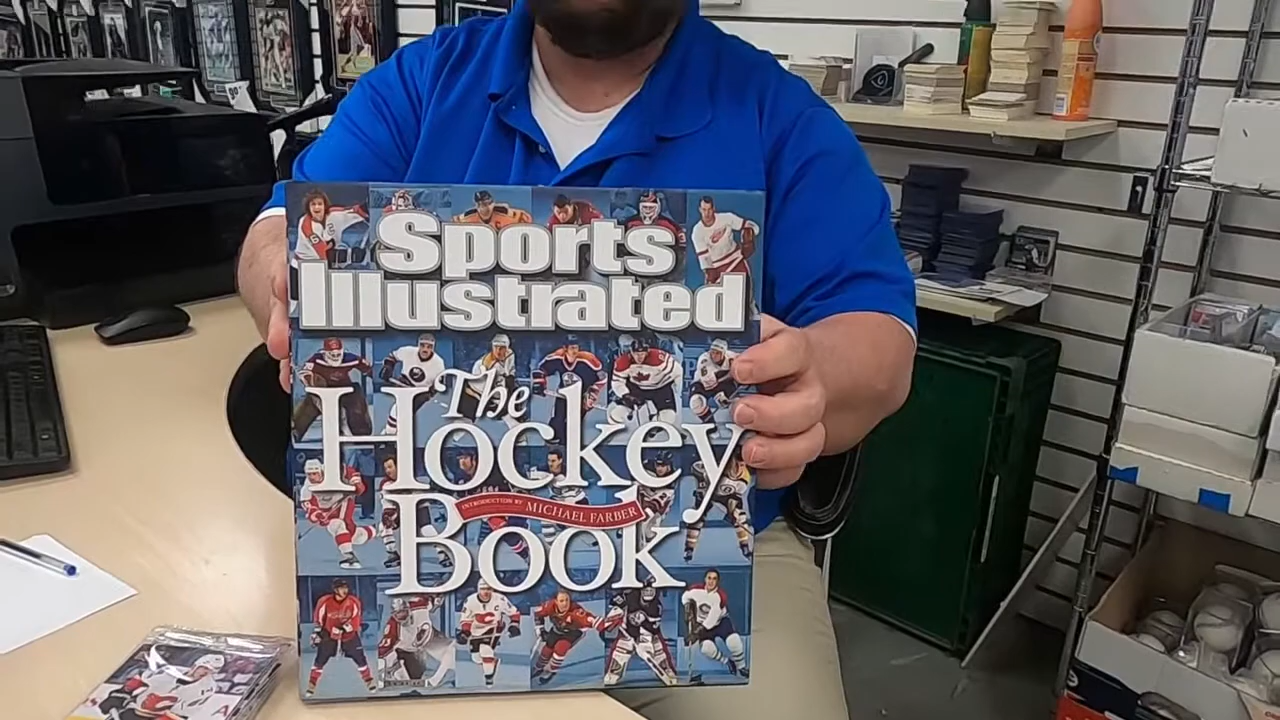 Sports
Illustrated
The
Hockey
INTRODUCTION BY MICHAEL FARBER
Book